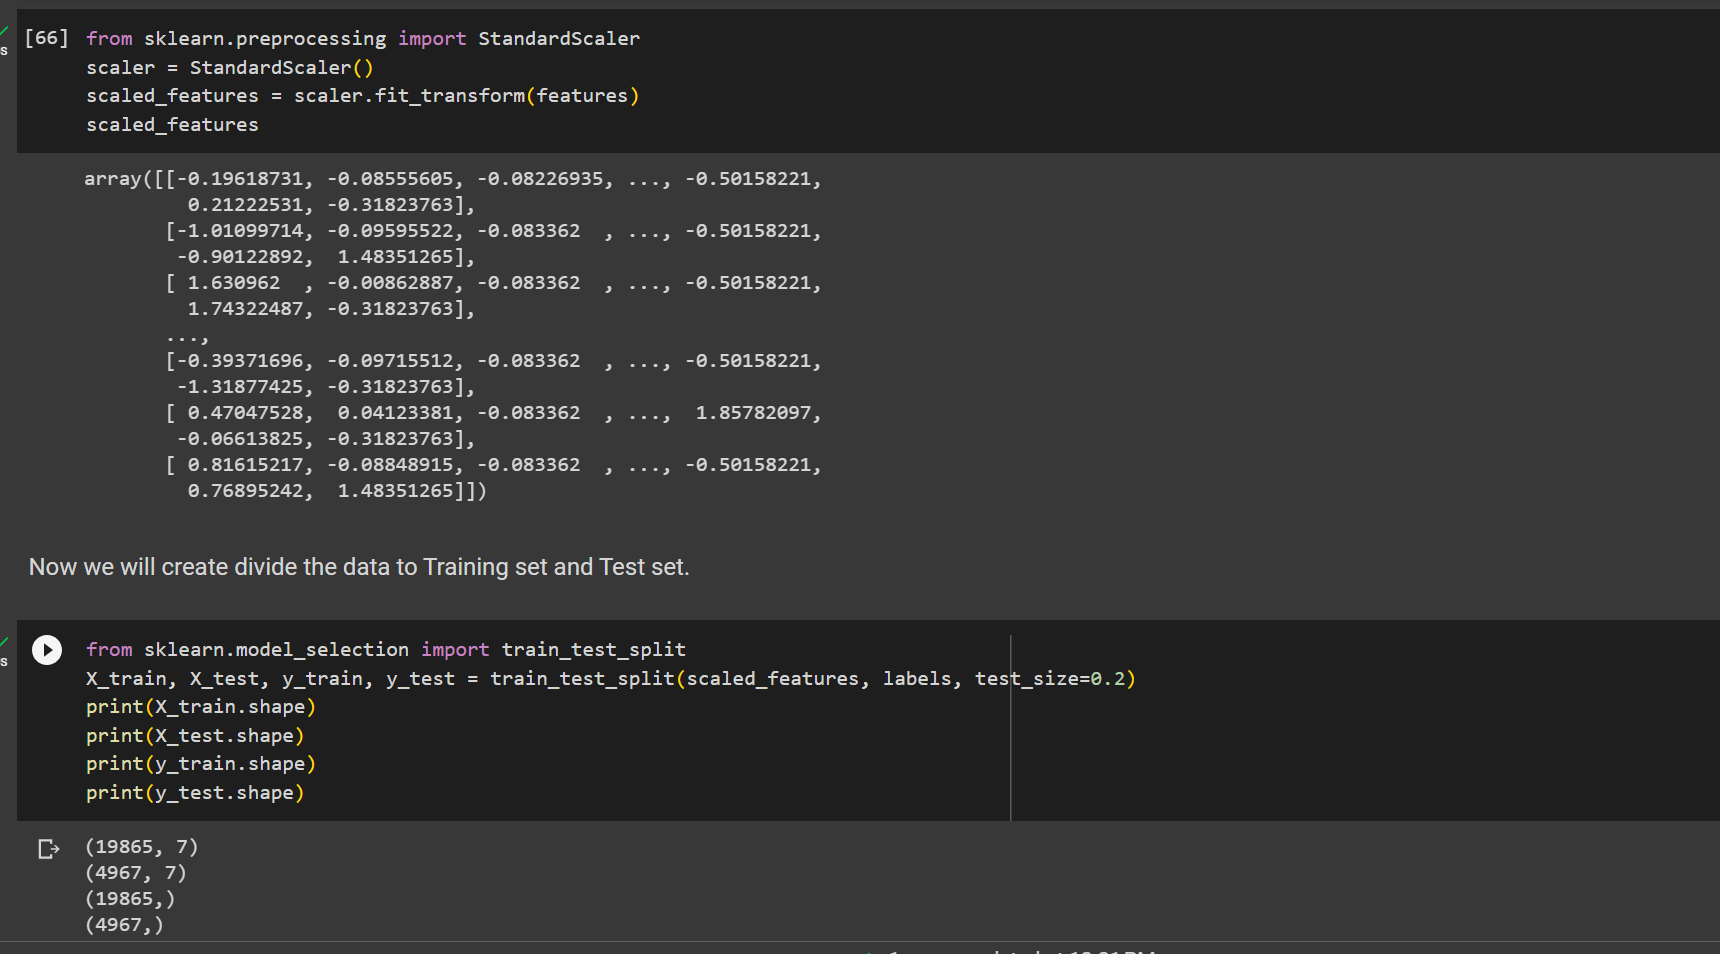 [66] from sklearn.preprocessing import StandardScaler
scaler = StandardScaler()
scaled_features = scaler.fit_transform(features)
scaled_features
array([[-0.19618731, -0.08555605, -0.08226935, ..., -0.50158221,
0.21222531, -0.31823763],
[-1.01099714, -0.09595522, -0.083362  , ..., -0.50158221,
-0.90122892,  1.48351265],
[ 1.630962  , -0.00862887, -0.083362  , ..., -0.50158221,
1.74322487, -0.31823763],
...,
[-0.39371696, -0.09715512, -0.083362  , ..., -0.50158221,
-1.31877425, -0.31823763],
[ 0.47047528,  0.04123381, -0.083362  , ...,  1.85782097,
-0.06613825, -0.31823763],
[ 0.81615217, -0.08848915, -0.083362  , ..., -0.50158221,
0.76895242,  1.48351265]])
Now we will create divide the data to Training set and Test set.
from sklearn.model_selection import train_test_split
X_train, X_test, y_train, y_test = train_test_split(scaled_features, labels, test_size=0.2)
print(X_train.shape)
print(X_test.shape)
print(y_train.shape)
print(y_test.shape)
(19865, 7)
(4967, 7)
(19865,)
(4967,)